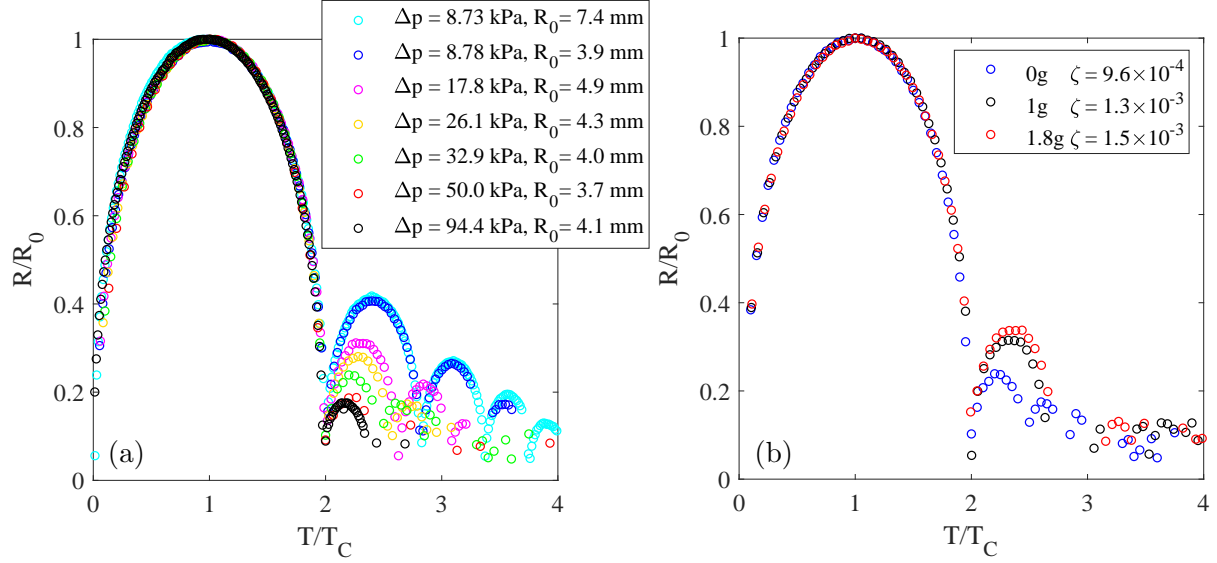 Δp = 8.73 kPa, R₀= 7.4 mm
Δp = 8.78 kPa, R₀= 3.9 mm
Δp = 17.8 kPa, R₀= 4.9 mm
Δp = 26.1 kPa, R₀= 4.3 mm
Δp = 32.9 kPa, R₀= 4.0 mm
Δp = 50.0 kPa, R₀= 3.7 mm
Δp = 94.4 kPa, R₀= 4.1 mm
1
0.8
0.6
0.4
0.2
0
R/R₀
(a)
0 1 2 3 4
T/T_C
0g ζ = 9.6×10⁻⁴
1g ζ = 1.3×10⁻³
1.8g ζ = 1.5×10⁻³
1
0.8
0.6
0.4
0.2
0
R/R₀
(b)
0 1 2 3 4
T/T_C